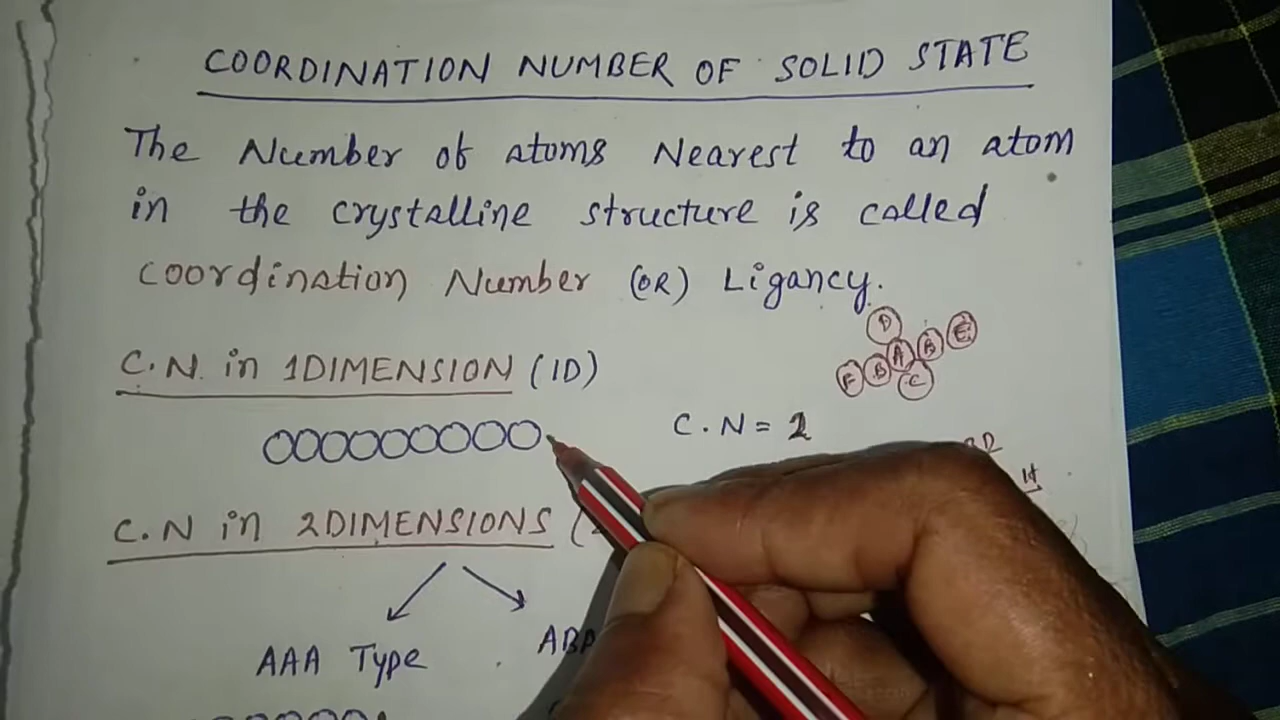 COORDINATION NUMBER OF SOLID STATE
The Number of atoms Nearest to an atom
in the crystalline structure is called
Coordination Number (OR) Ligancy.
D
A B E
F B C
C.N. in 1DIMENSION (1D)
C.N = 2
C.N in 2DIMENSIONS
AAA Type